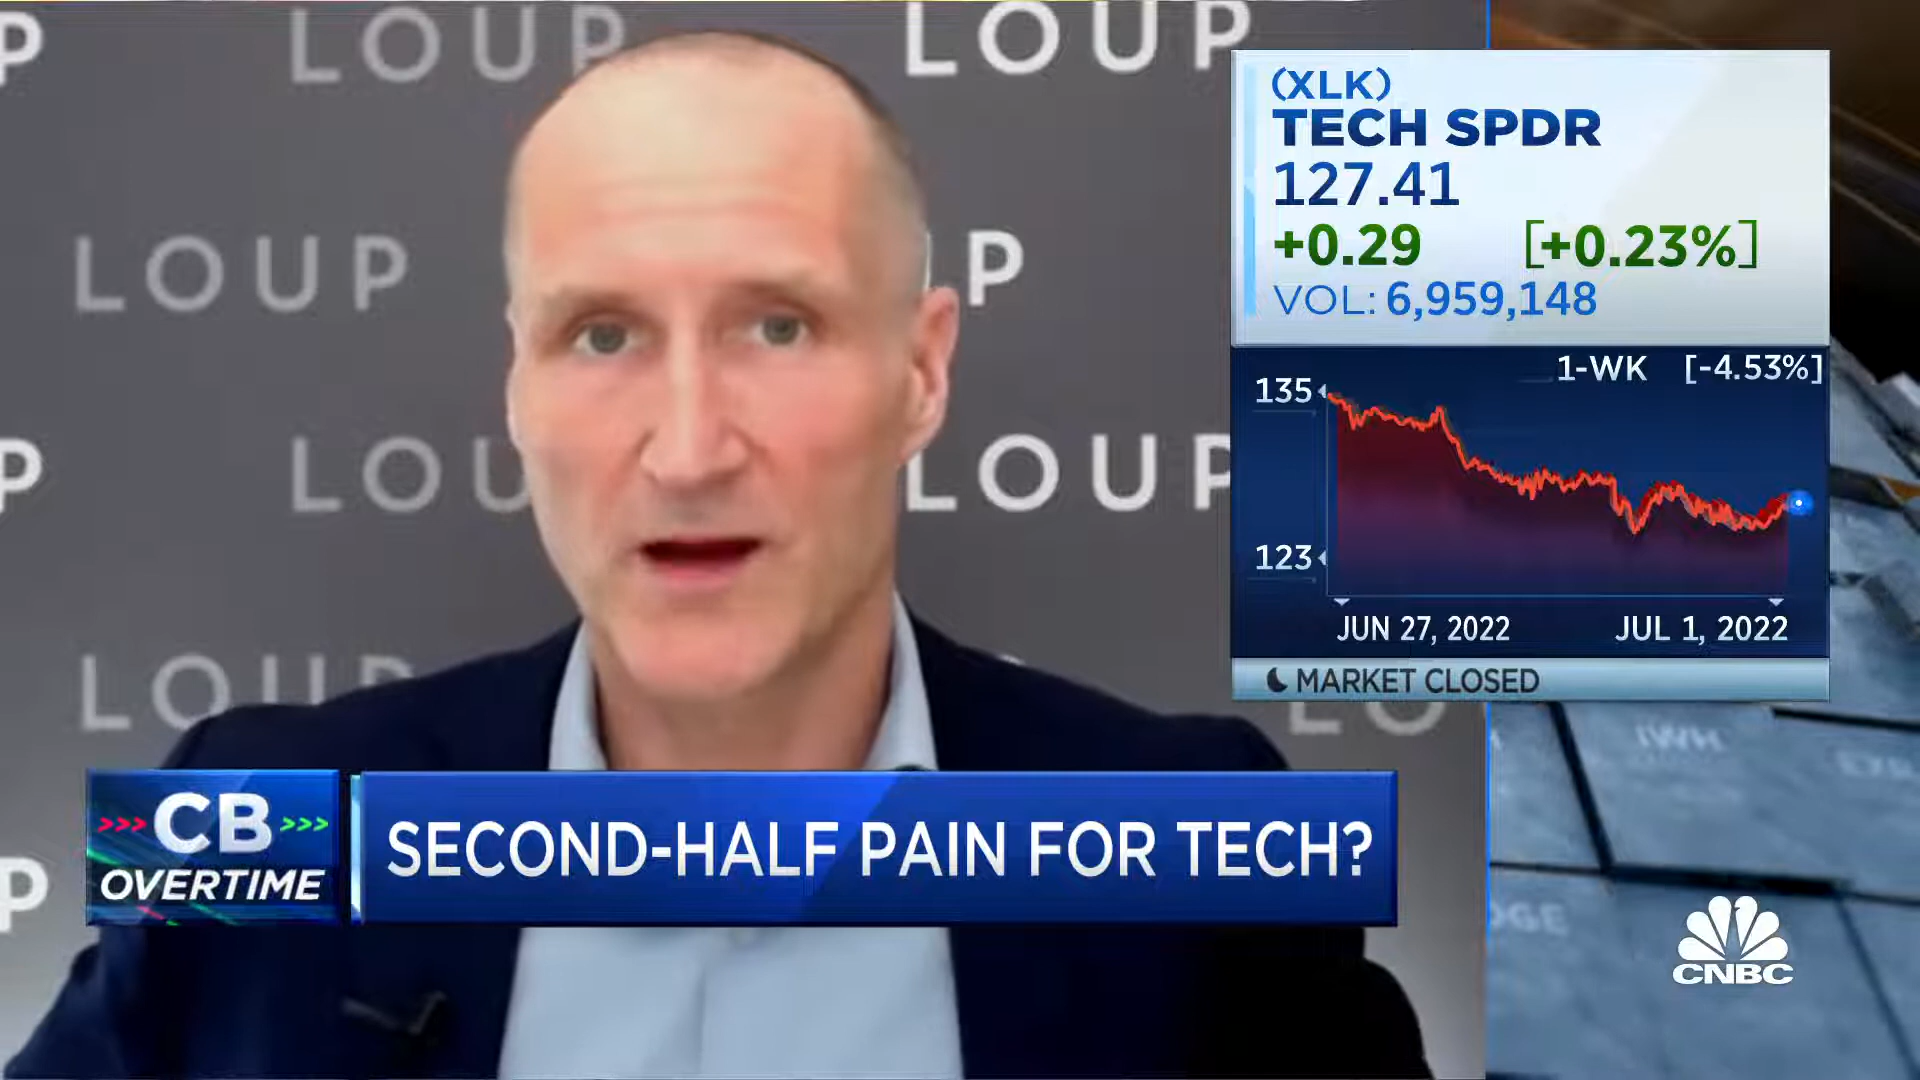 P
LOUP
LOUP
LOUP
P
P
LOU
LOUP
LOUP
LO
P
(XLK)
TECH SPDR
127.41
+0.29 [+0.23%]
VOL: 6,959,148
1-WK [-4.53%]
135
123
JUN 27, 2022 JUL 1, 2022
MARKET CLOSED
>>> CB >>>
OVERTIME
SECOND-HALF PAIN FOR TECH?
CNBC